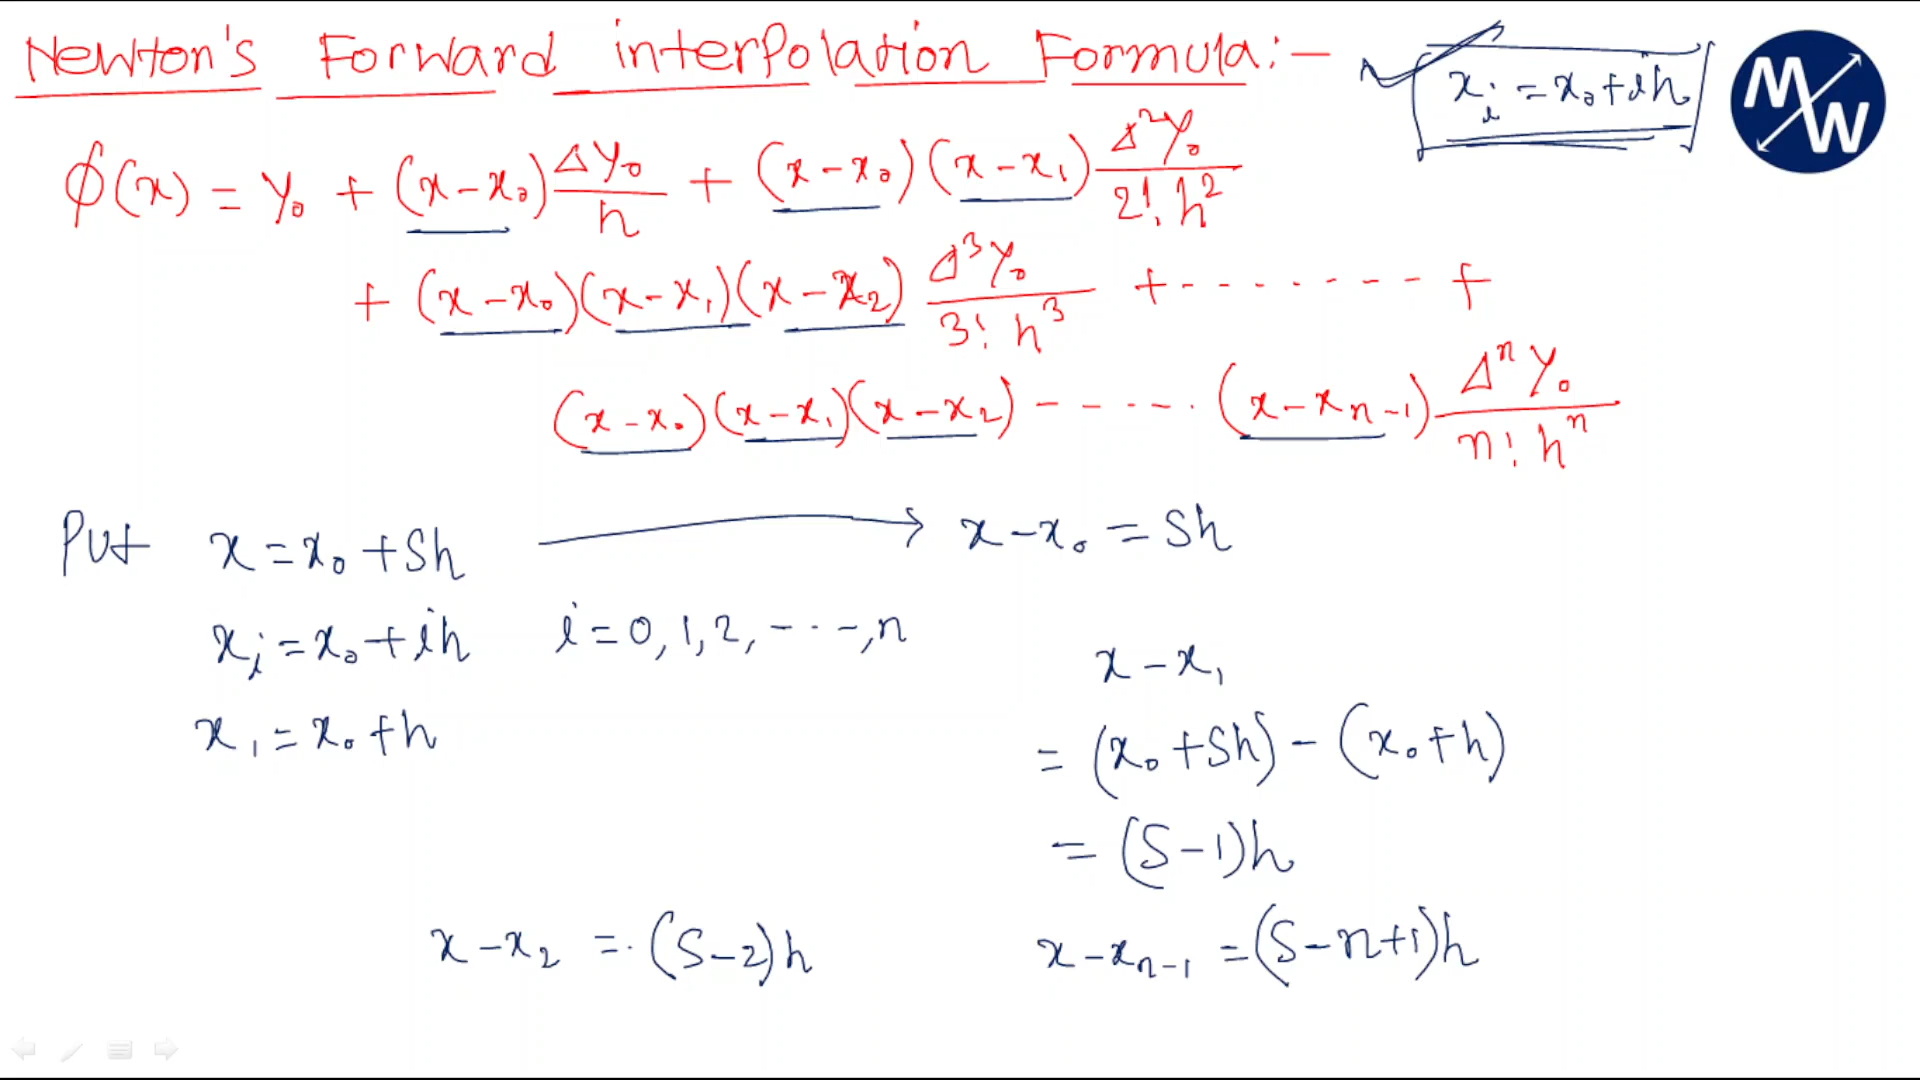 Newton's Forward interpolation Formula:-
xᵢ = x₀ + ih
MW
ϕ(x) = y₀ + (x-x₀) Δy₀/h + (x-x₀)(x-x₁) Δ²y₀/2! h²
+ (x-x₀)(x-x₁)(x-x₂) Δ³y₀/3! h³ + ------- +
(x-x₀)(x-x₁)(x-x₂) ------ (x-xₙ₋₁) Δⁿy₀/n! hⁿ
Put x = x₀ + Sh → x-x₀ = Sh
xᵢ = x₀ + ih i = 0, 1, 2, ----, n
x - x₁
x₁ = x₀ + h
= (x₀ + Sh) - (x₀ + h)
= (S-1)h
x - x₂ = (S-2)h
x - xₙ₋₁ = (S-n+1)h